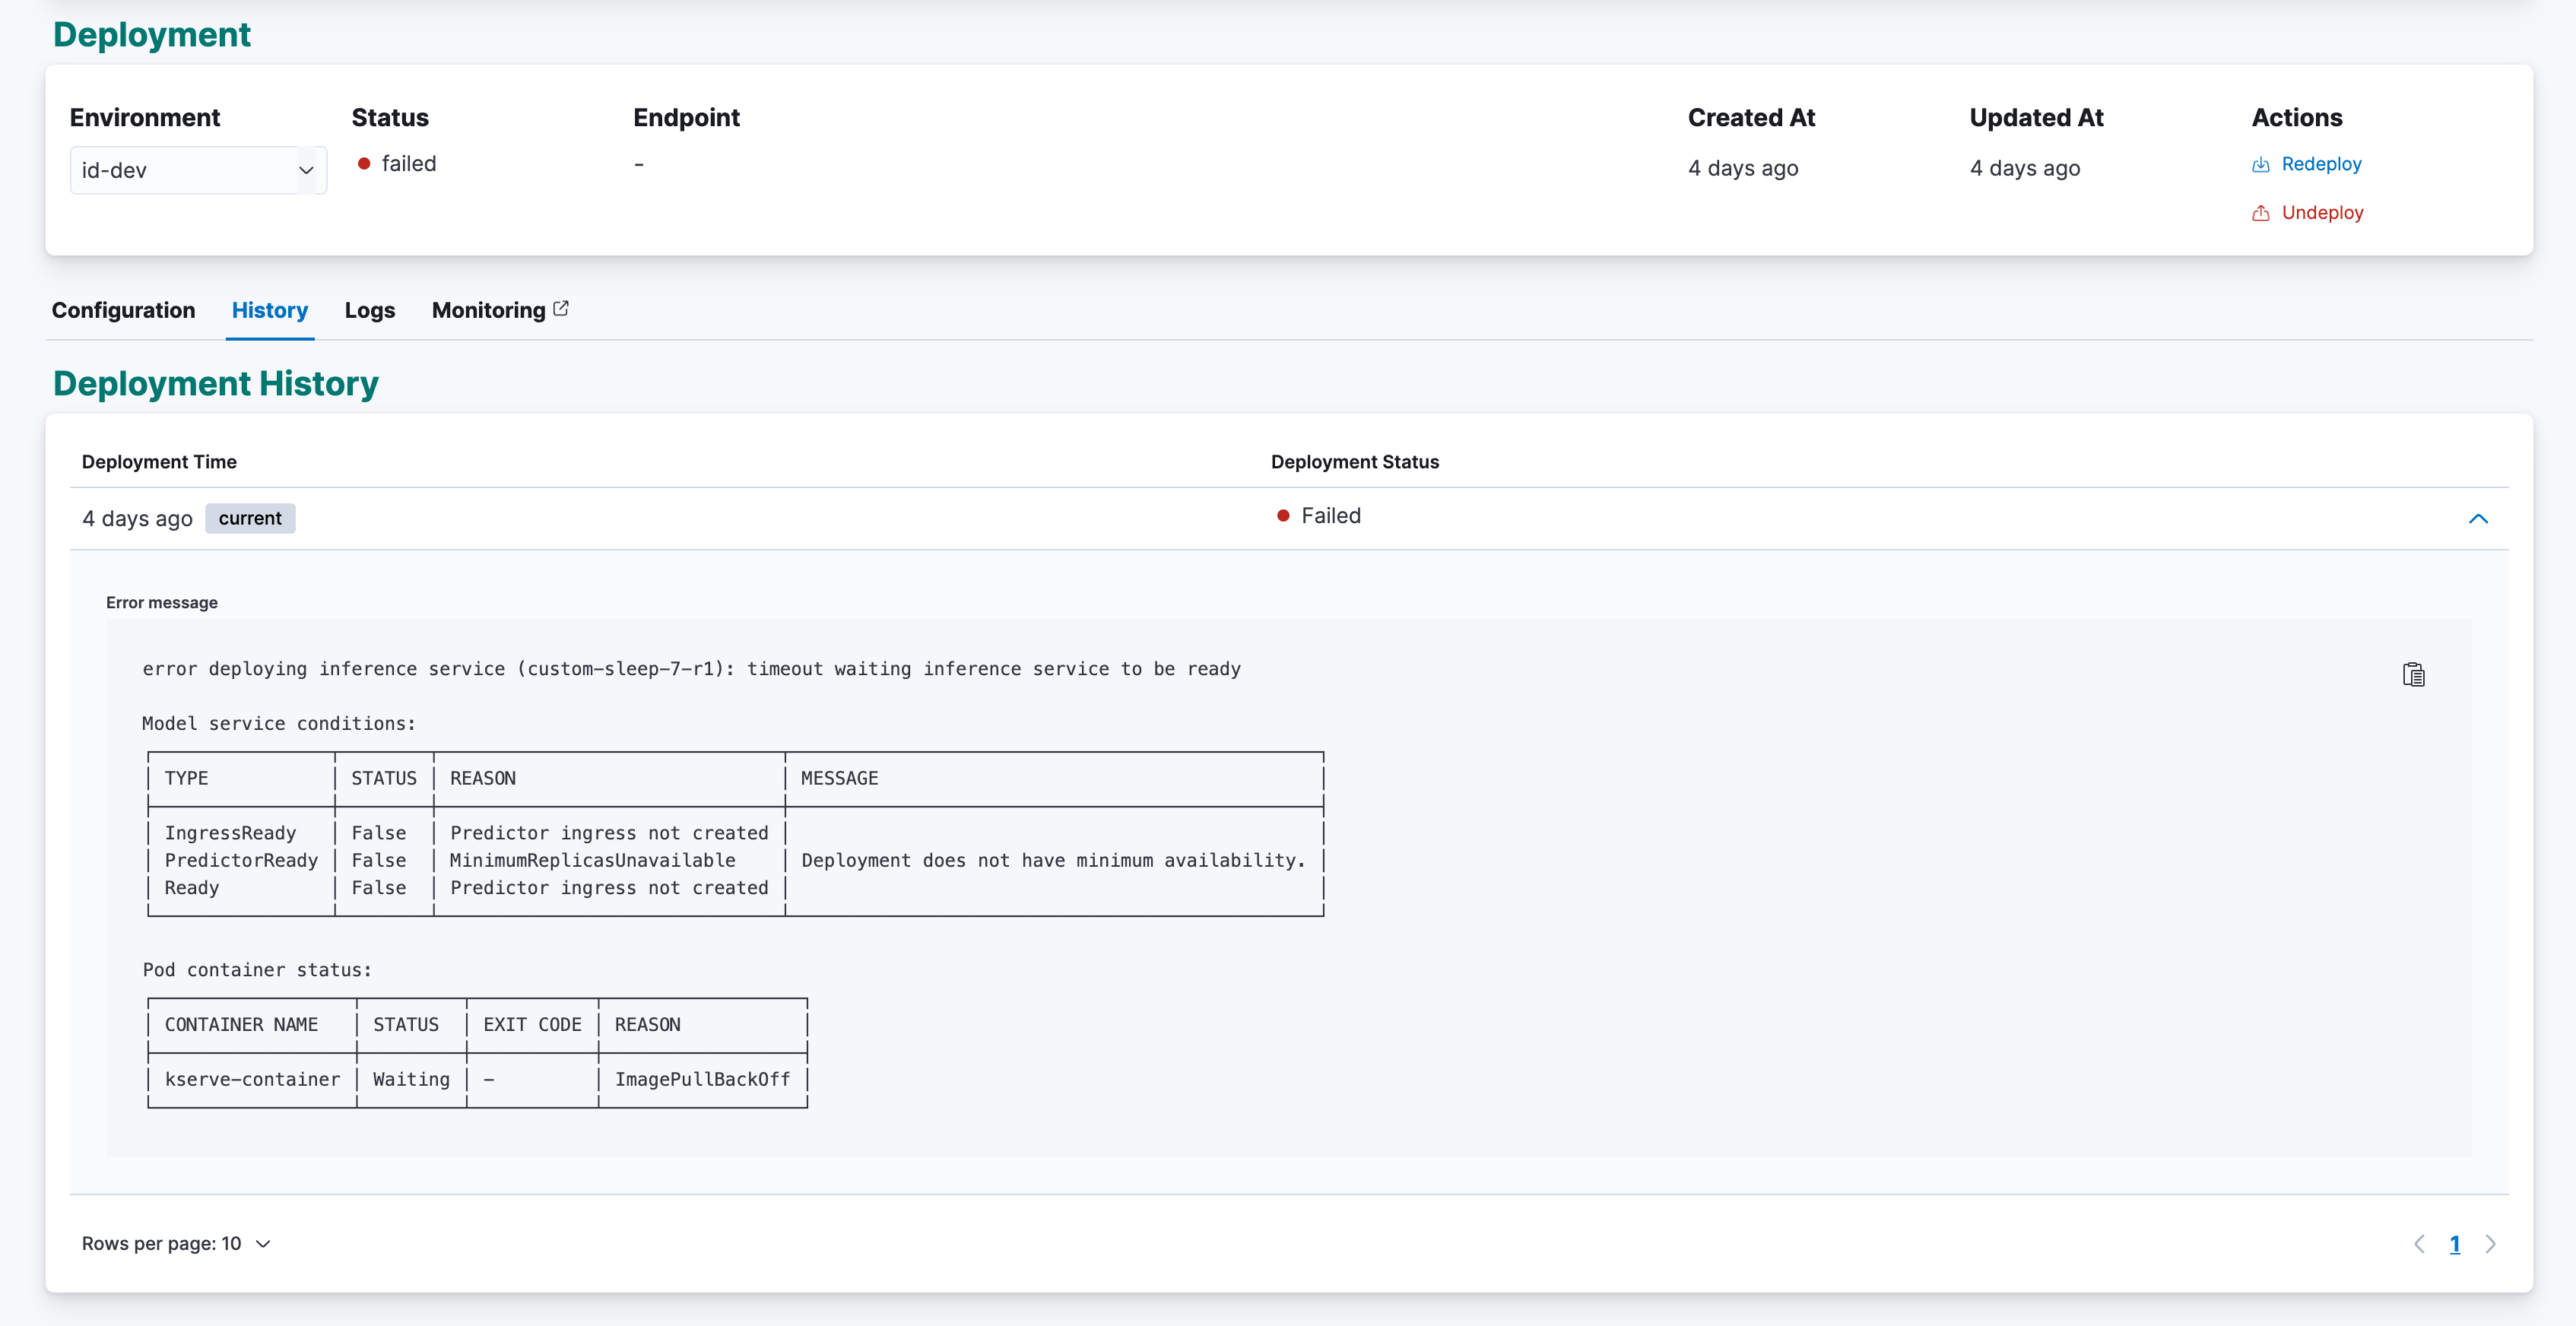 Deployment
Environment Status Endpoint Created At Updated At Actions
id-dev failed - 4 days ago 4 days ago Redeploy
Undeploy
Configuration History Logs Monitoring
Deployment History
Deployment Time Deployment Status
4 days ago current Failed
Error message
error deploying inference service (custom-sleep-7-r1): timeout waiting inference service to be ready
Model service conditions:
TYPE STATUS REASON MESSAGE
IngressReady False Predictor ingress not created
PredictorReady False MinimumReplicasUnavailable Deployment does not have minimum availability.
Ready False Predictor ingress not created
Pod container status:
CONTAINER NAME STATUS EXIT CODE REASON
kserve-container Waiting - ImagePullBackOff
Rows per page: 10 1